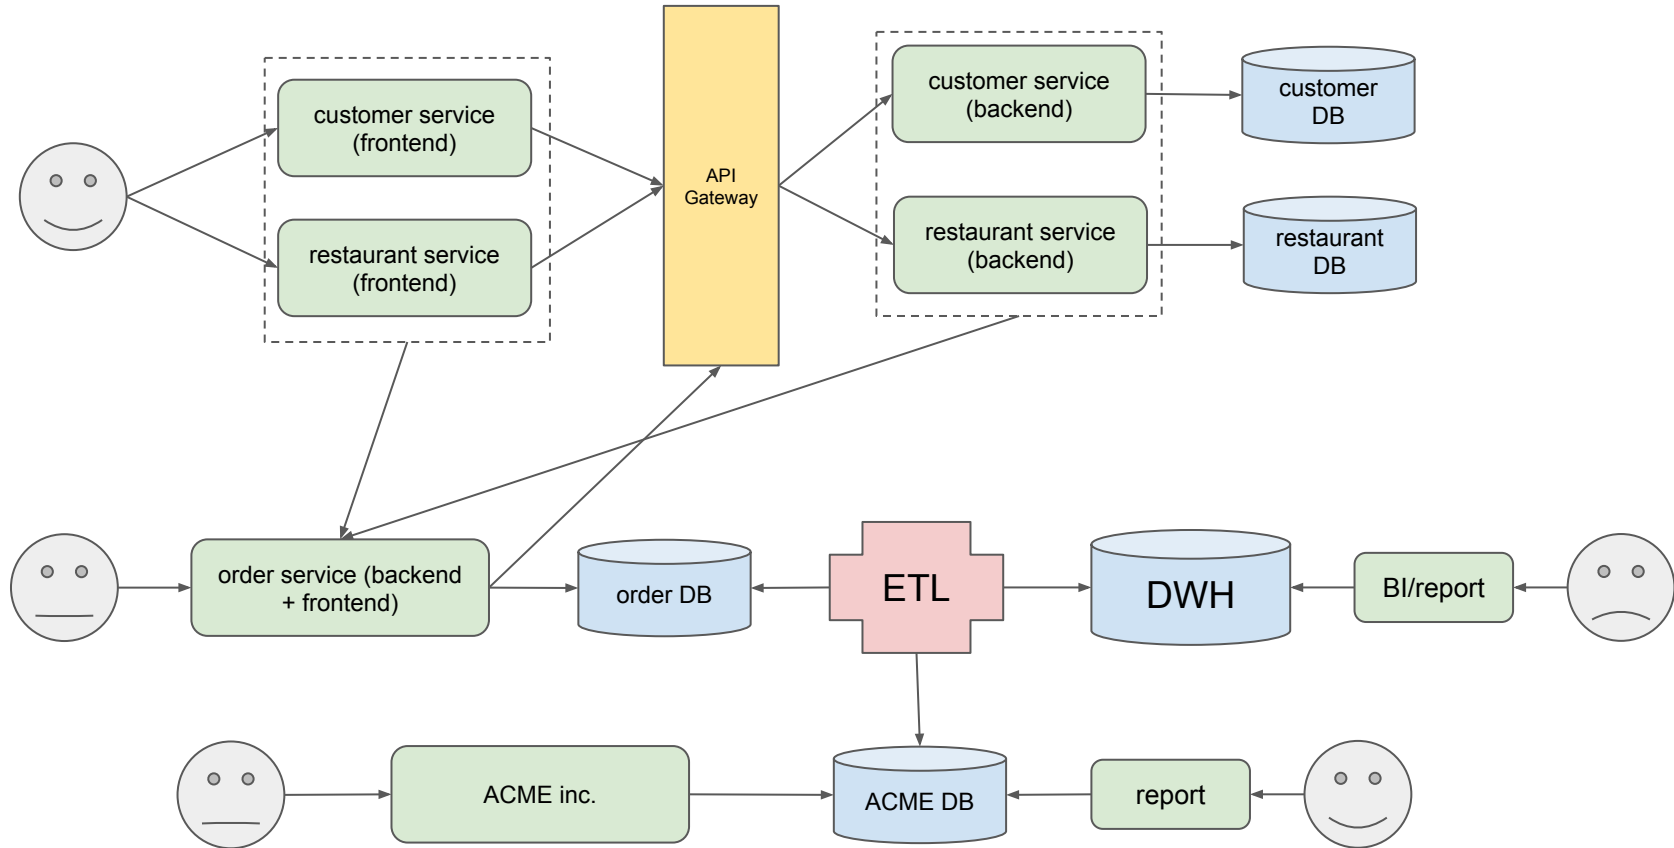 customer service
(frontend)
restaurant service
(frontend)
API
Gateway
customer service
(backend)
restaurant service
(backend)
customer
DB
restaurant
DB
order service (backend
+ frontend)
order DB
ETL
DWH
BI/report
ACME inc.
ACME DB
report